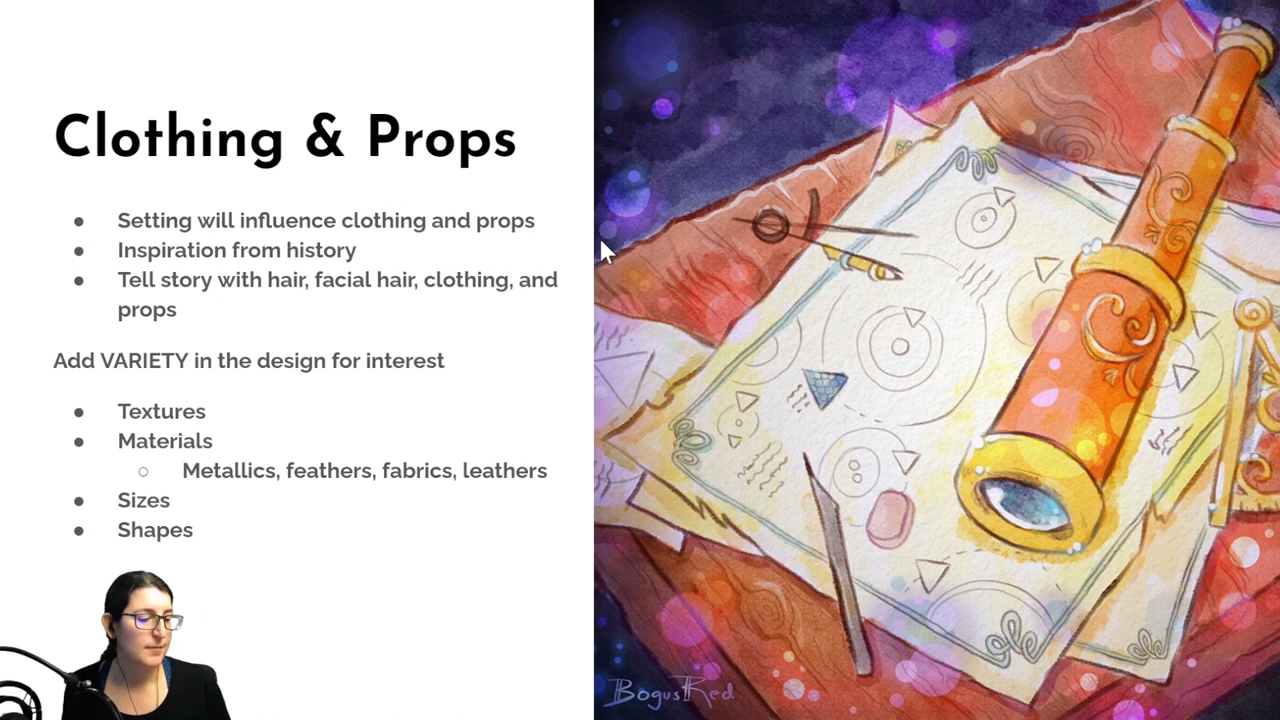 Clothing & Props
Setting will influence clothing and props
Inspiration from history
Tell story with hair, facial hair, clothing, and
props
Add VARIETY in the design for interest
Textures
Materials
Metallics, feathers, fabrics, leathers
Sizes
Shapes
BogusRed